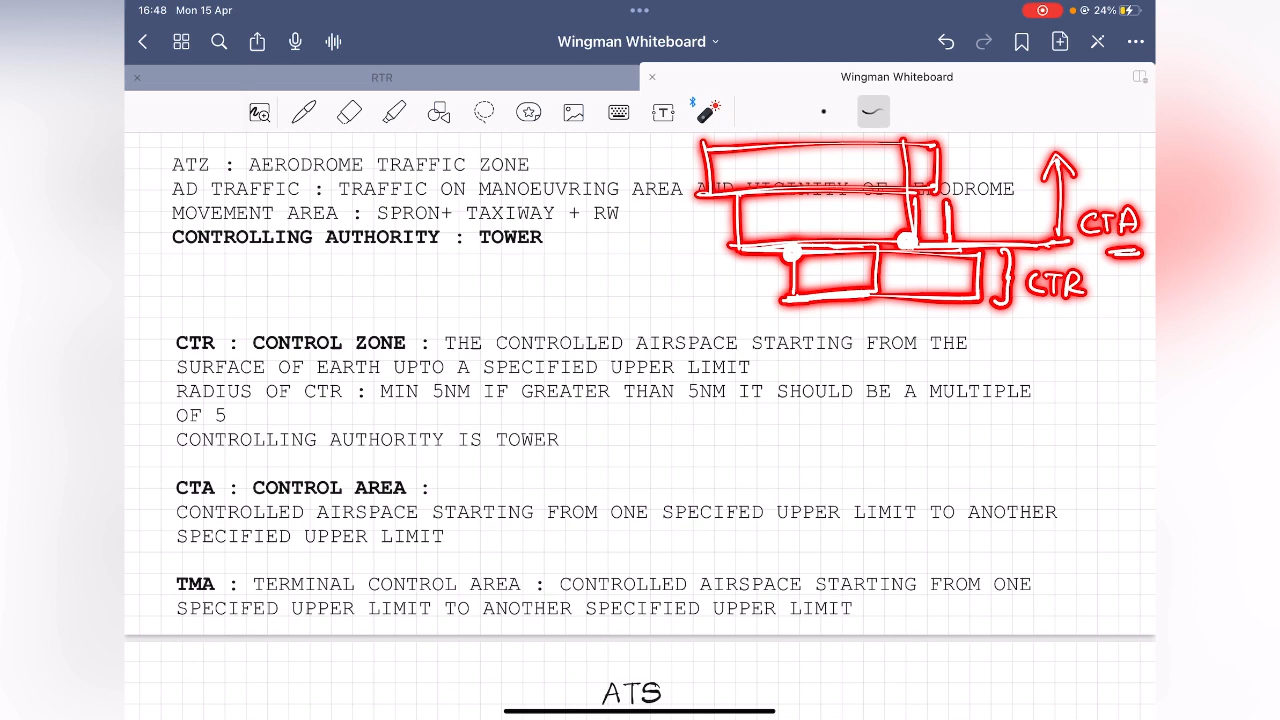 16:48 Mon 15 Apr
24%
Wingman Whiteboard
RTR
Wingman Whiteboard
ATZ : AERODROME TRAFFIC ZONE
AD TRAFFIC : TRAFFIC ON MANOEUVRING AREA AND VICINITY OF AERODROME
MOVEMENT AREA : SPRON+ TAXIWAY + RW
CONTROLLING AUTHORITY : TOWER
CTA
CTR
CTR : CONTROL ZONE : THE CONTROLLED AIRSPACE STARTING FROM THE
SURFACE OF EARTH UPTO A SPECIFIED UPPER LIMIT
RADIUS OF CTR : MIN 5NM IF GREATER THAN 5NM IT SHOULD BE A MULTIPLE
OF 5
CONTROLLING AUTHORITY IS TOWER
CTA : CONTROL AREA :
CONTROLLED AIRSPACE STARTING FROM ONE SPECIFED UPPER LIMIT TO ANOTHER
SPECIFIED UPPER LIMIT
TMA : TERMINAL CONTROL AREA : CONTROLLED AIRSPACE STARTING FROM ONE
SPECIFED UPPER LIMIT TO ANOTHER SPECIFIED UPPER LIMIT
ATS